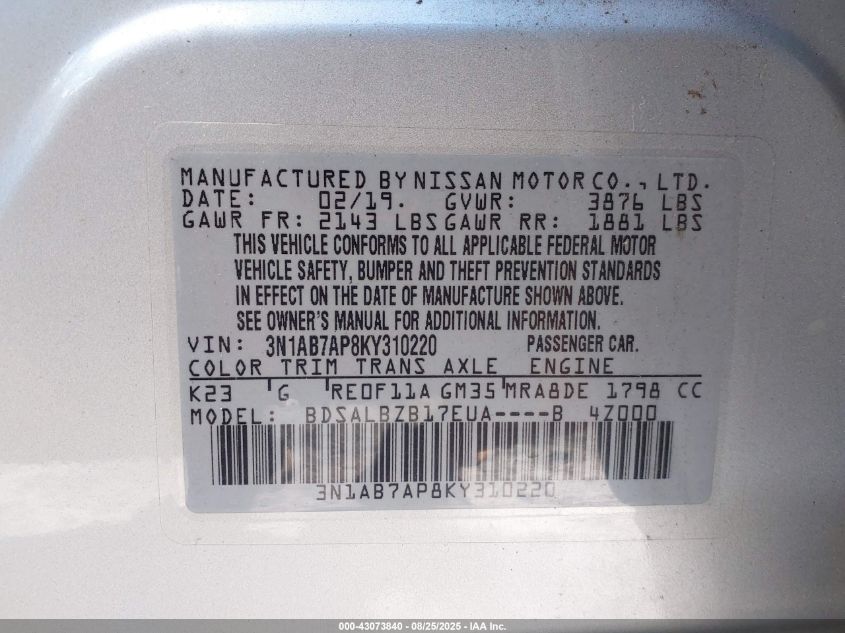 MANUFACTURED BY NISSAN MOTOR CO., LTD.
DATE: 02/19. GVWR: 3876 LBS
GAWR FR: 2143 LBS GAWR RR: 1881 LBS
THIS VEHICLE CONFORMS TO ALL APPLICABLE FEDERAL MOTOR
VEHICLE SAFETY, BUMPER AND THEFT PREVENTION STANDARDS
IN EFFECT ON THE DATE OF MANUFACTURE SHOWN ABOVE.
SEE OWNER'S MANUAL FOR ADDITIONAL INFORMATION.
VIN: 3N1AB7AP8KY310220 PASSENGER CAR.
COLOR TRIM TRANS AXLE ENGINE
K23 G RE0F11A GM35 MRA8DE 1798 CC
MODEL: BDSALBZB17EUA----B 4Z000
3N1AB7AP8KY310220
000-43073840 - 08/25/2025 - IAA Inc.